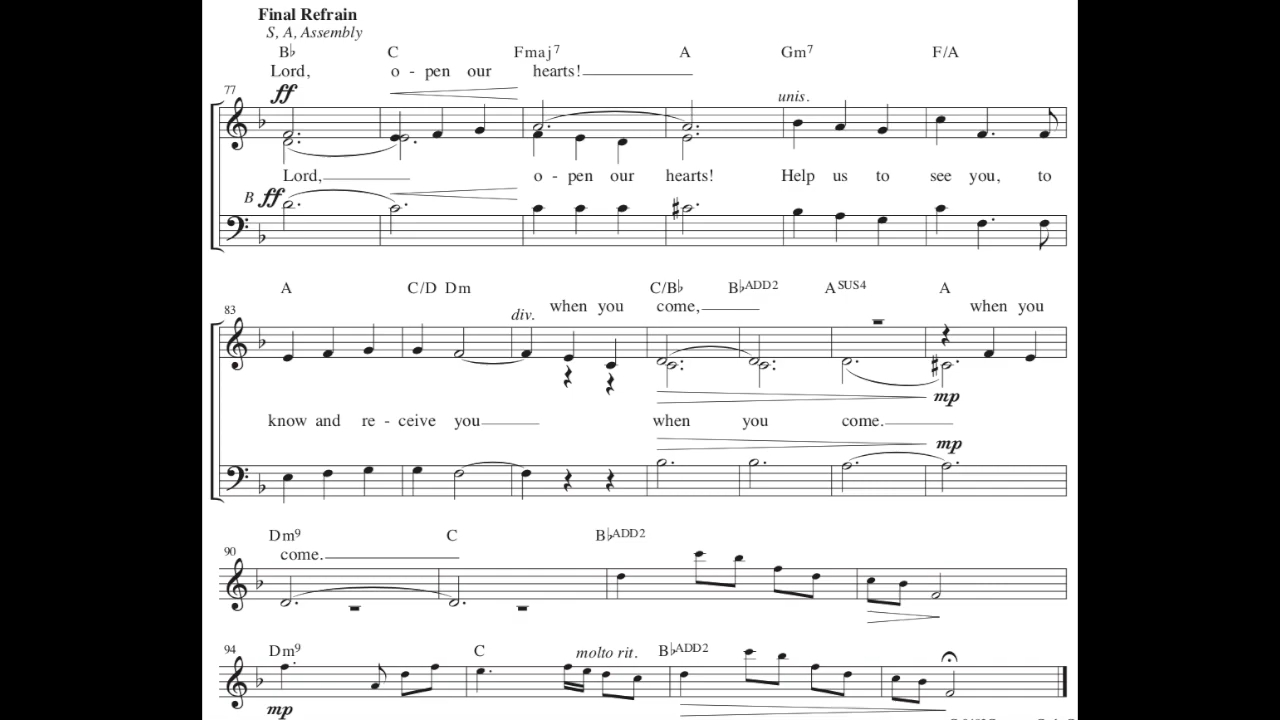 Final Refrain
S, A, Assembly
B♭ C Fmaj7 A Gm7 F/A
Lord, o - pen our hearts!
77
ff
unis.
Lord, o - pen our hearts! Help us to see you, to
B ff
A C/D Dm C/B♭ B♭ADD2 ASUS4 A
when you come, when you
83
div.
mp
know and re - ceive you when you come.
mp
Dm9 C B♭ADD2
come.
90
94
Dm9 C molto rit. B♭ADD2
mp